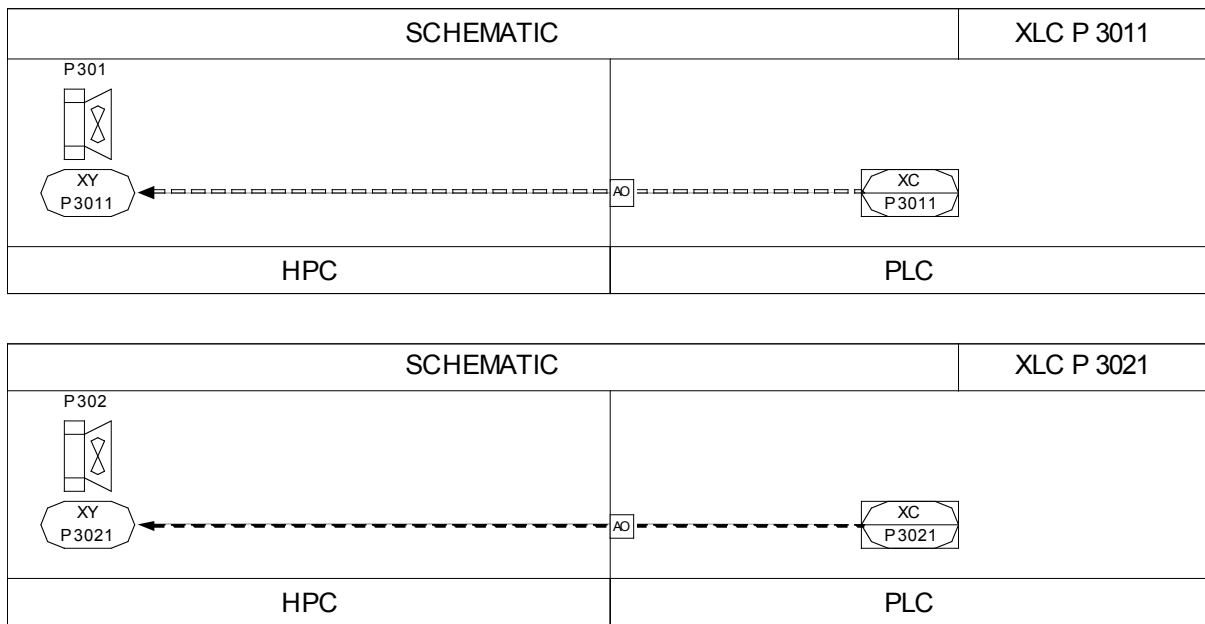 SCHEMATIC XLC P 3011
P301
XY
P3011
AO
XC
P3011
HPC PLC
SCHEMATIC XLC P 3021
P302
XY
P3021
AO
XC
P3021
HPC PLC